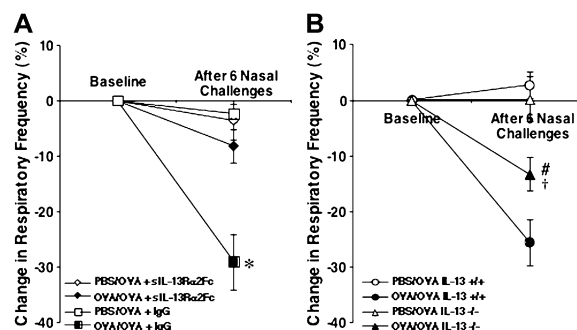 A
Change in Respiratory Frequency (%)
10
0
-10
-20
-30
-40
Baseline
After 6 Nasal
Challenges
*
PBS/OVA + sIL-13Rα2Fc
OVA/OVA + sIL-13Rα2Fc
PBS/OVA + IgG
OVA/OVA + IgG
B
Change in Respiratory Frequency (%)
10
0
-10
-20
-30
-40
Baseline
After 6 Nasal
Challenges
#
†
PBS/OVA IL-13 +/+
OVA/OVA IL-13 +/+
PBS/OVA IL-13 -/-
OVA/OVA IL-13 -/-